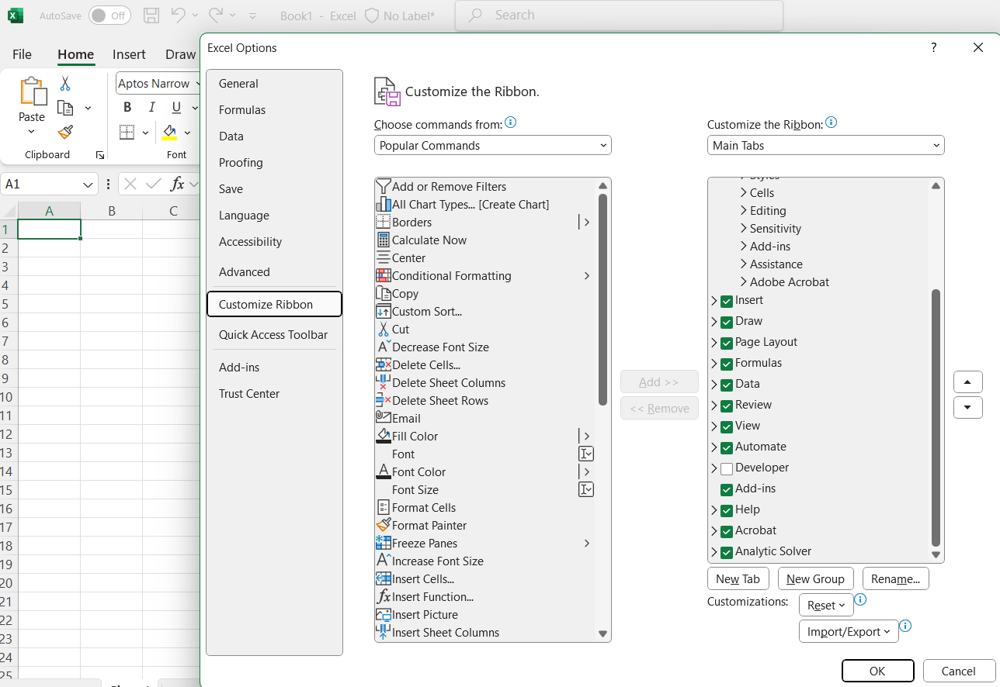 AutoSave Off Book1 - Excel No Label* Search
File Home Insert Draw
Paste
Clipboard
Aptos Narrow
B I U
Font
A1
fx
A B C
1
2
3
4
5
6
7
8
9
10
11
12
13
14
15
16
17
18
19
20
21
22
23
24
25
Excel Options ?
General
Formulas
Data
Proofing
Save
Language
Accessibility
Advanced
Customize Ribbon
Quick Access Toolbar
Add-ins
Trust Center
Customize the Ribbon.
Choose commands from:
Popular Commands
Add or Remove Filters
All Chart Types... [Create Chart]
Borders
Calculate Now
Center
Conditional Formatting
Copy
Custom Sort...
Cut
Decrease Font Size
Delete Cells...
Delete Sheet Columns
Delete Sheet Rows
Email
Fill Color
Font
Font Color
Font Size
Format Cells
Format Painter
Freeze Panes
Increase Font Size
Insert Cells...
Insert Function...
Insert Picture
Insert Sheet Columns
Add >>
<< Remove
Customize the Ribbon:
Main Tabs
Styles
Cells
Editing
Sensitivity
Add-ins
Assistance
Adobe Acrobat
Insert
Draw
Page Layout
Formulas
Data
Review
View
Automate
Developer
Add-ins
Help
Acrobat
Analytic Solver
New Tab New Group Rename...
Customizations: Reset
Import/Export
OK Cancel